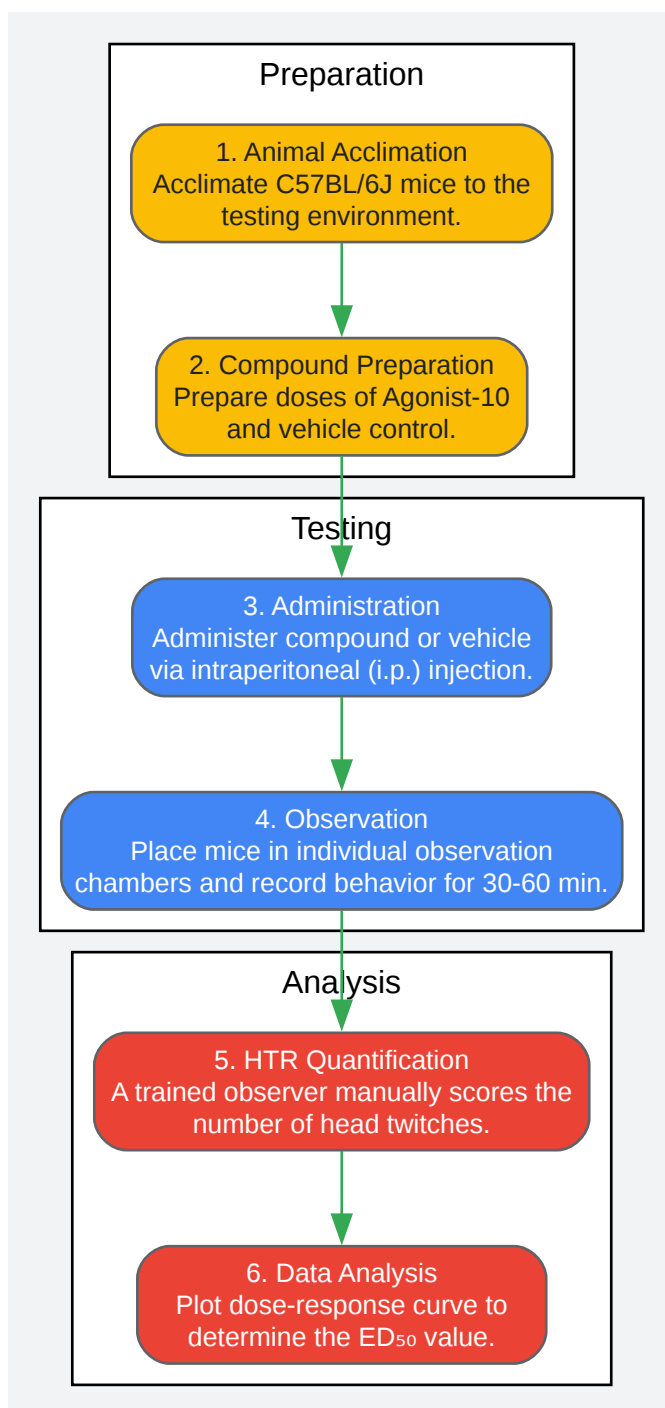 Preparation
1. Animal Acclimation
Acclimate C57BL/6J mice to the
testing environment.
2. Compound Preparation
Prepare doses of Agonist-10
and vehicle control.
Testing
3. Administration
Administer compound or vehicle
via intraperitoneal (i.p.) injection.
4. Observation
Place mice in individual observation
chambers and record behavior for 30-60 min.
Analysis
5. HTR Quantification
A trained observer manually scores the
number of head twitches.
6. Data Analysis
Plot dose-response curve to
determine the ED₅₀ value.